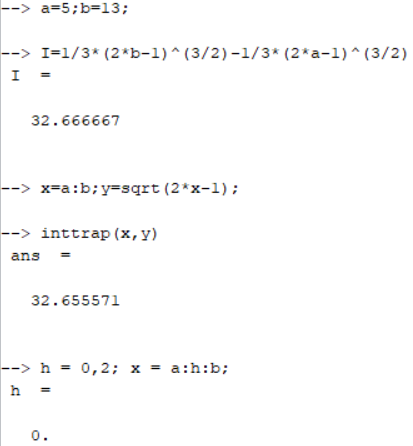 --> a=5;b=13;
--> I=1/3*(2*b-1)^(3/2)-1/3*(2*a-1)^(3/2)
I =
32.666667
--> x=a:b;y=sqrt(2*x-1);
--> inttrap(x,y)
ans =
32.655571
--> h = 0,2; x = a:h:b;
h =
0.